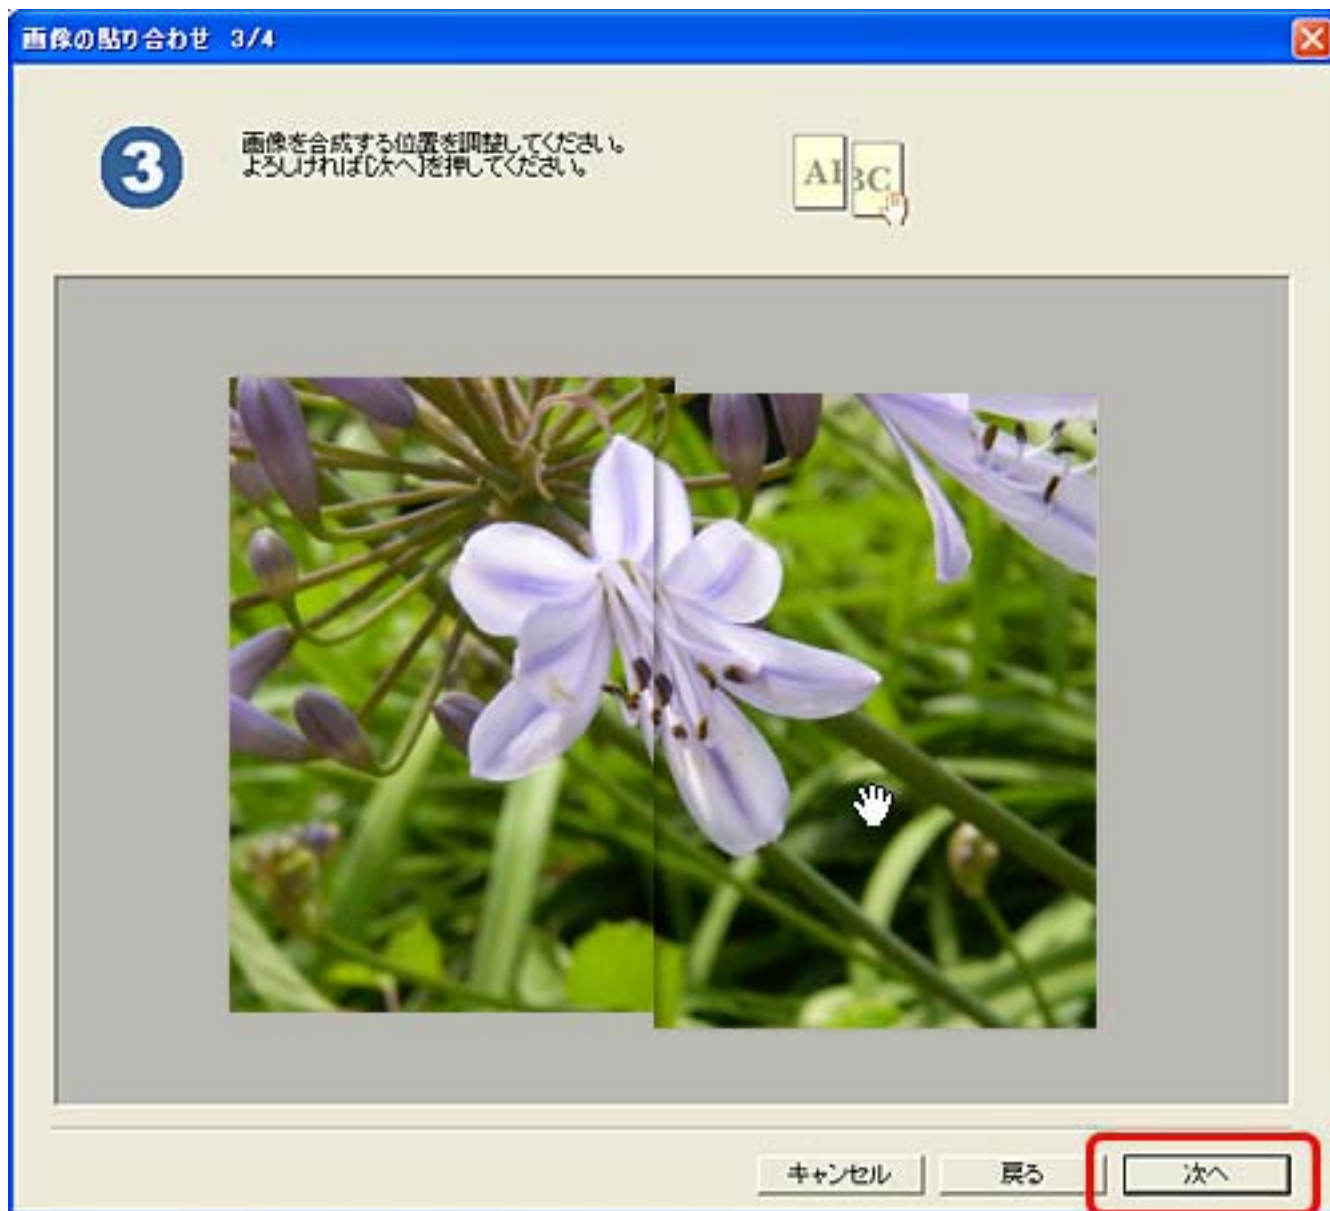 画像の貼り合わせ 3/4
3
画像を合成する位置を調整してください。
よろしければ[次へ]を押してください。
AB
BC
キャンセル
戻る
次へ